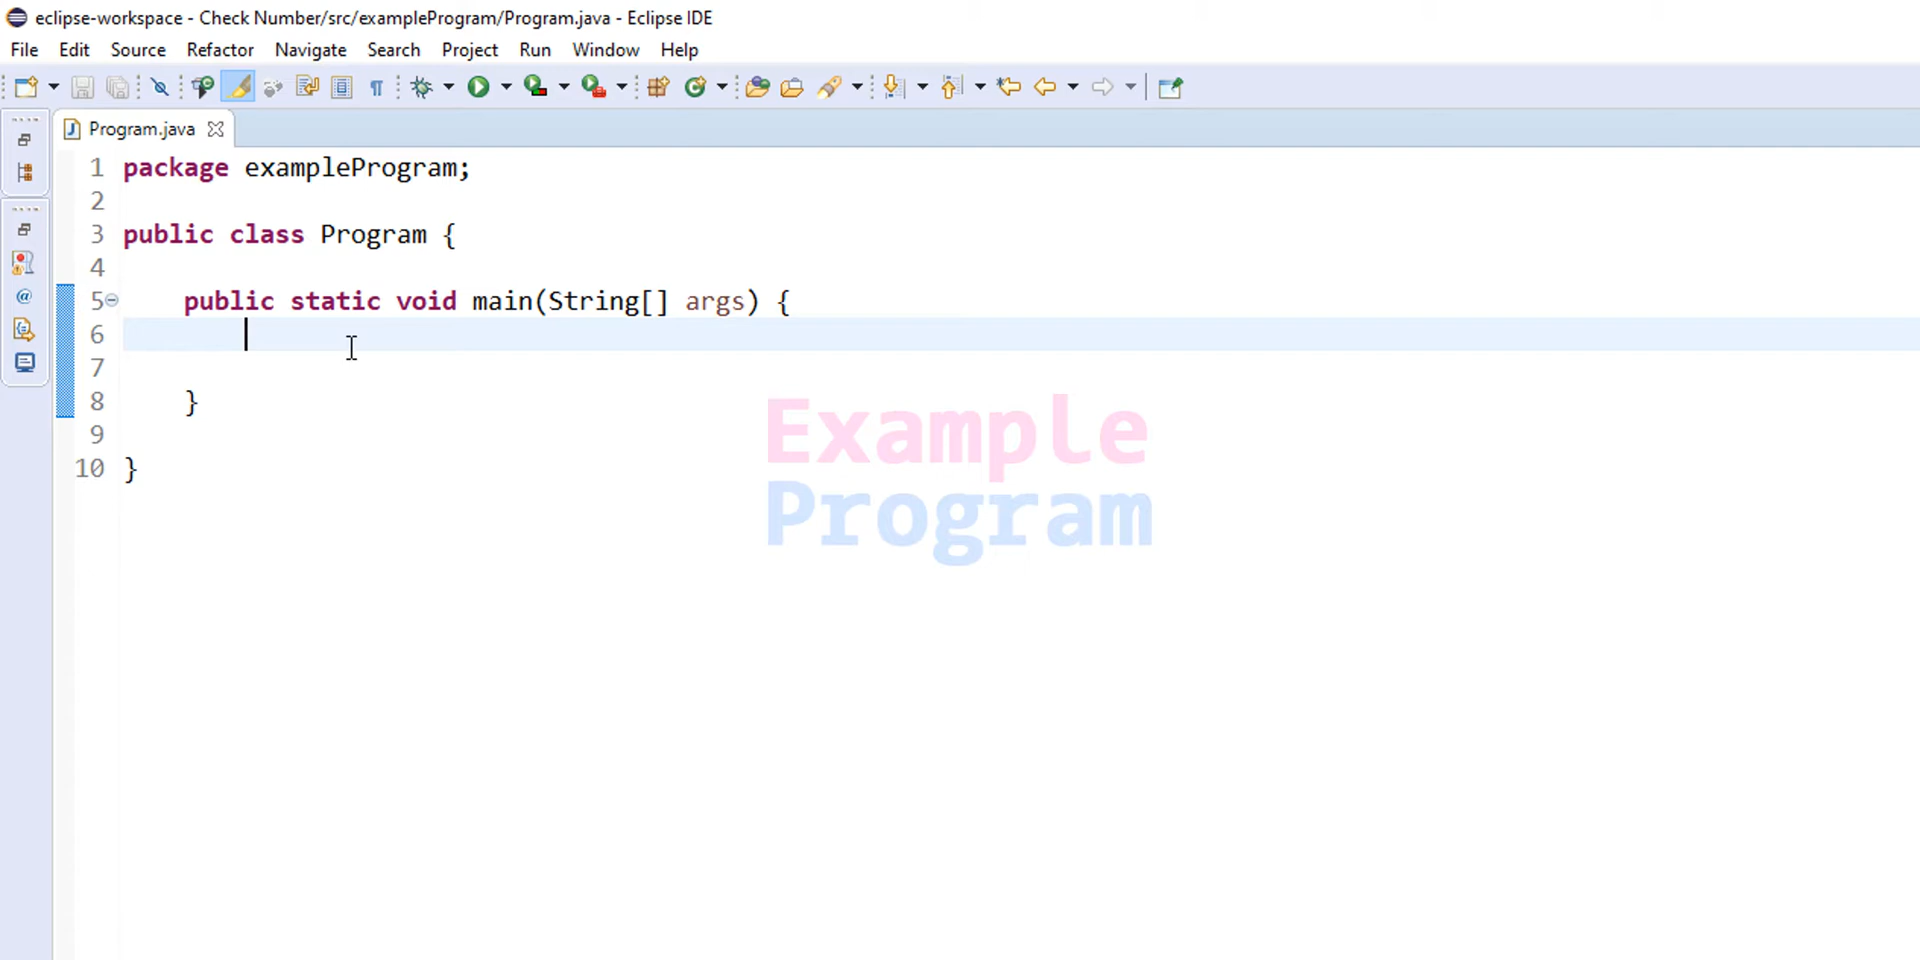 eclipse-workspace - Check Number/src/exampleProgram/Program.java - Eclipse IDE
File Edit Source Refactor Navigate Search Project Run Window Help
Program.java
1 package exampleProgram;
2
3 public class Program {
4
5 public static void main(String[] args) {
6
7
8 }
9
10 }
Example
Program